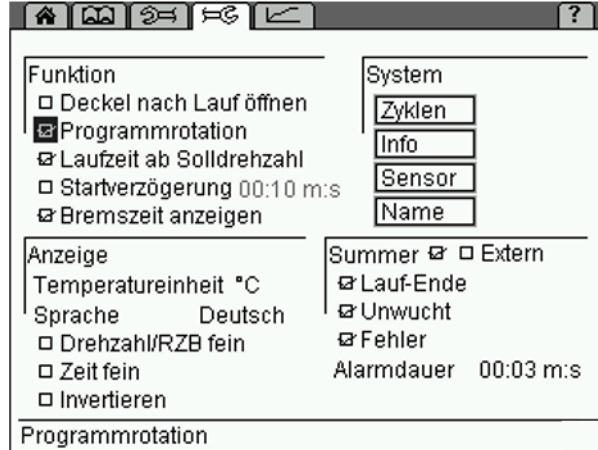 ?
Funktion
Deckel nach Lauf öffnen
Programmrotation
Laufzeit ab Solldrehzahl
Startverzögerung 00:10 m:s
Bremszeit anzeigen
System
Zyklen
Info
Sensor
Name
Anzeige
Temperatureinheit °C
Sprache Deutsch
Drehzahl/RZB fein
Zeit fein
Invertieren
Summer Extern
Lauf-Ende
Unwucht
Fehler
Alarmdauer 00:03 m:s
Programmrotation